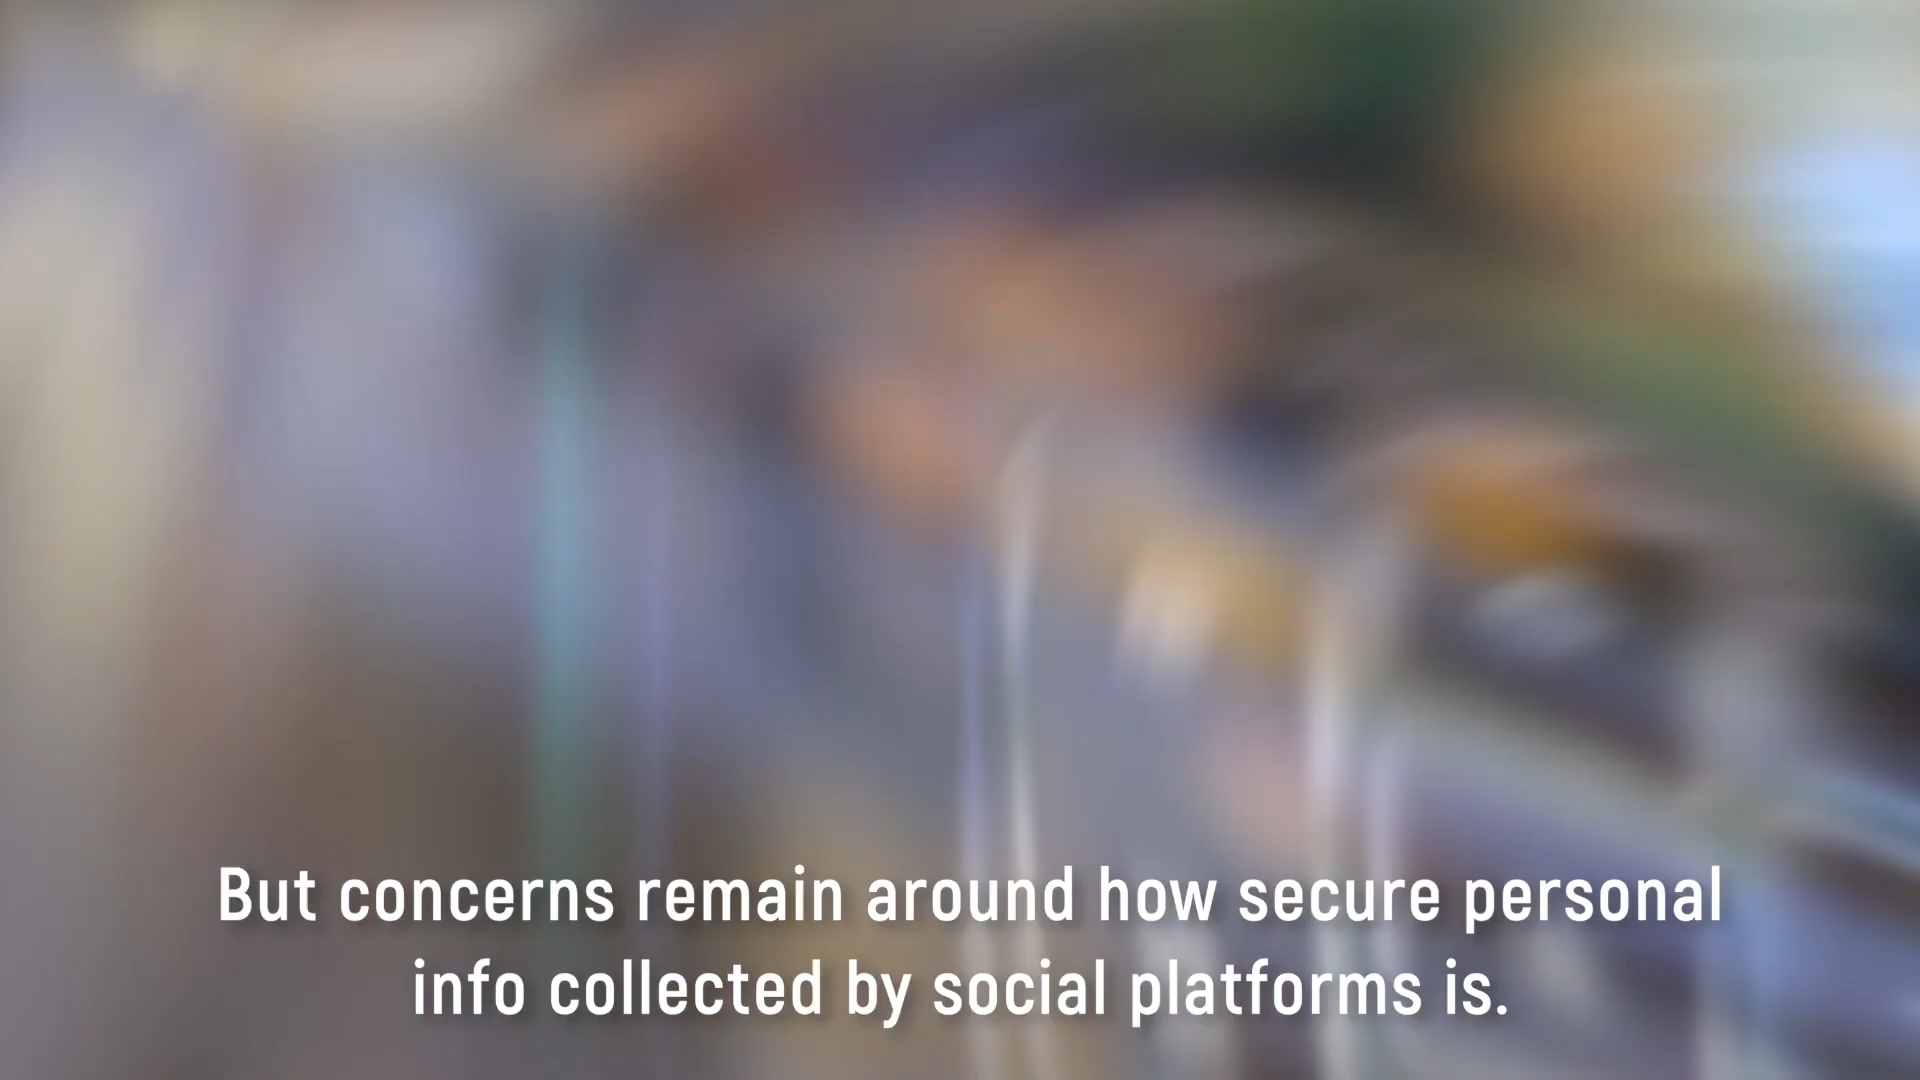 But concerns remain around how secure personal
info collected by social platforms is.